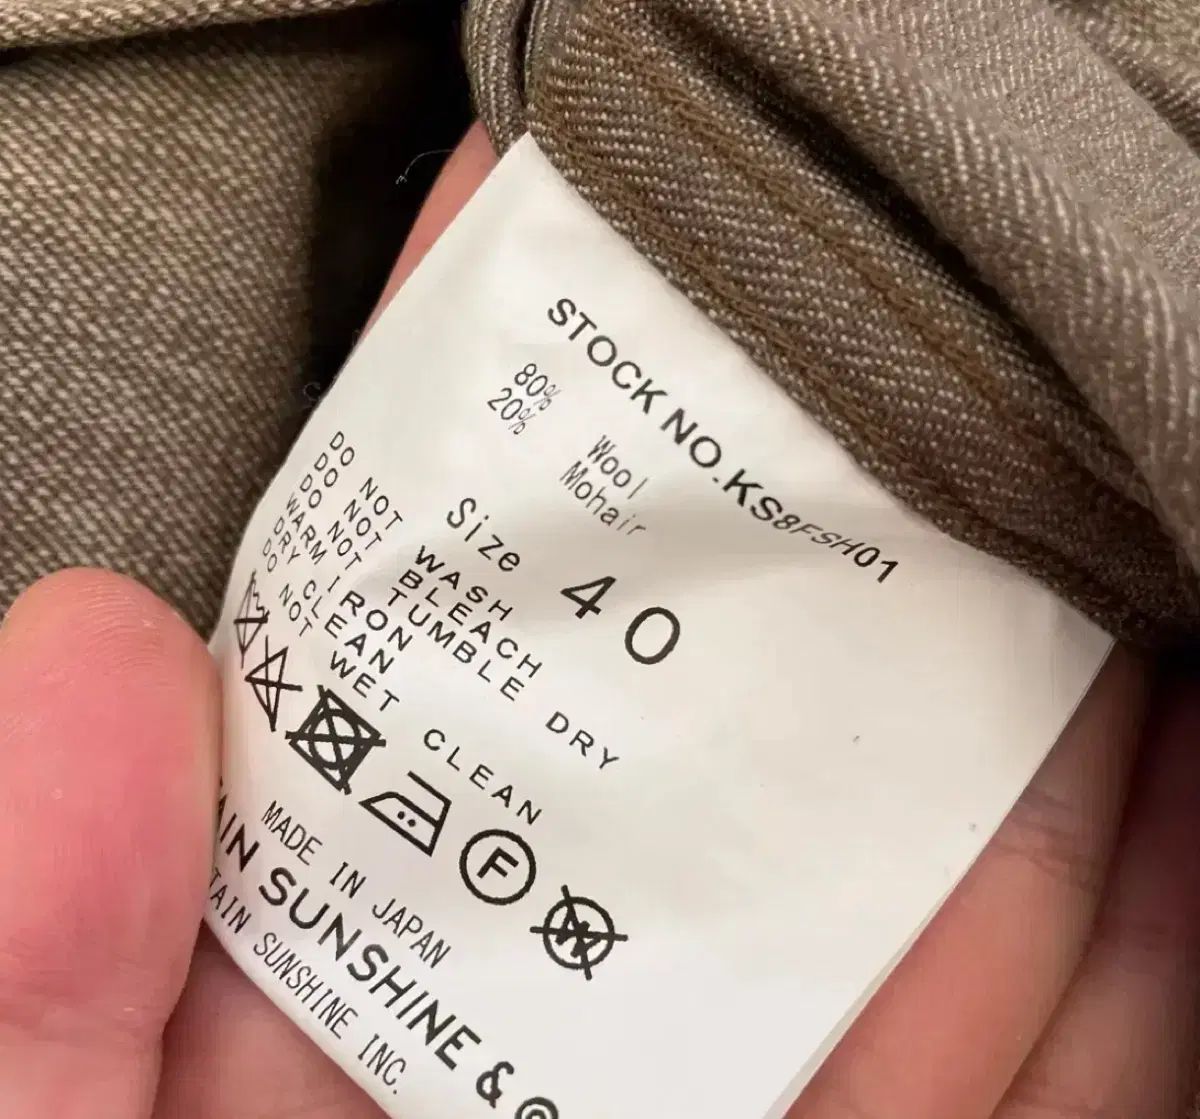 STOCK NO.KS8FSH01
80% Wool
20% Mohair
Size 40
DO NOT WASH
DO NOT BLEACH
DO NOT TUMBLE DRY
WARM IRON
DRY CLEAN
DO NOT WET CLEAN
F
W
MADE IN JAPAN
AIN SUNSHINE &
TAIN SUNSHINE INC.